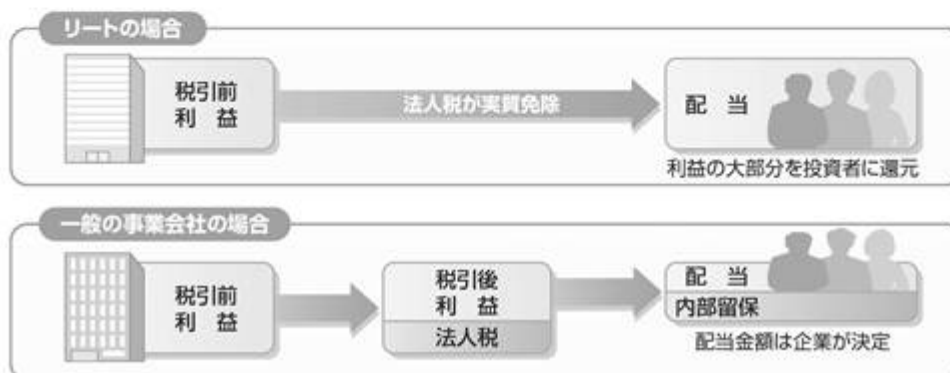 リートの場合
税引前
利　益
法人税が実質免除
配　当
利益の大部分を投資者に還元
一般の事業会社の場合
税引前
利　益
税引後
利　益
法人税
配　当
内部留保
配当金額は企業が決定